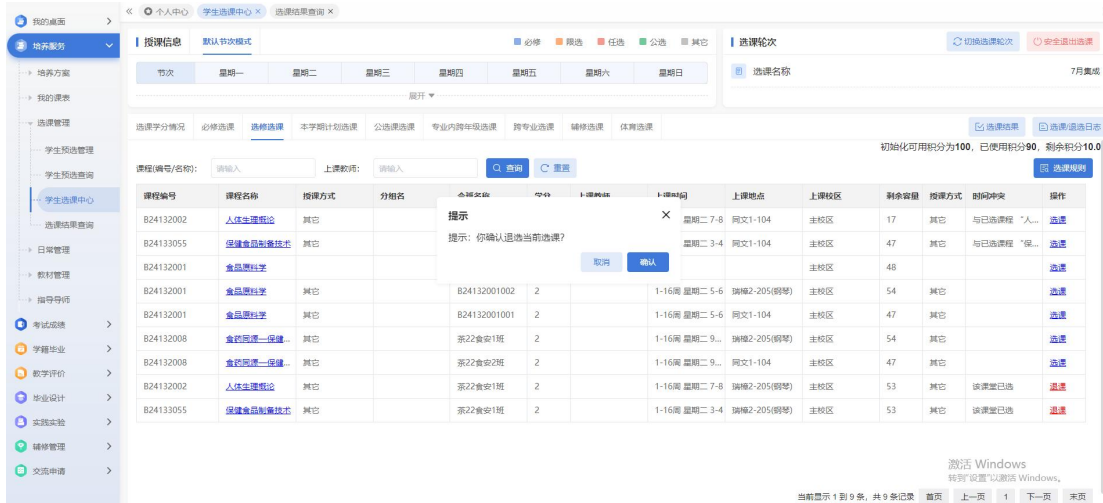 我的桌面
培养服务
培养方案
我的课表
选课管理
学生预选管理
学生预选查询
学生选课中心
选课结果查询
日常管理
教材管理
指导导师
考试成绩
学籍毕业
教学评价
毕业设计
实践实验
辅修管理
交流申请
« 个人中心 学生选课中心 × 选课结果查询 ×
授课信息 默认节次模式 必修 限选 任选 公选 其它
节次 星期一 星期二 星期三 星期四 星期五 星期六 星期日
展开 ▼
选课轮次 切换选课轮次 安全退出选课
选课名称 7月集成
选课学分情况 必修选课 选修选课 本学期计划选课 公选课选课 专业内跨年级选课 跨专业选课 辅修选课 体育选课 选课结果 选课/退选日志
初始化可用积分为100，已使用积分90，剩余积分10.0
课程(编号/名称): 请输入 上课教师: 请输入 查询 重置 选课规则
课程编号 课程名称 授课方式 分组名 合班名称 学分 上课教师 上课时间 上课地点 上课校区 剩余容量 授课方式 时间冲突 操作
B24132002 人体生理概论 其它 星期二 7-8 同文1-104 主校区 17 其它 与已选课程 “人... 选课
B24133055 保健食品制备技术 其它 星期二 3-4 同文1-104 主校区 47 其它 与已选课程 “保... 选课
B24132001 食品原料学 主校区 48 选课
B24132001 食品原料学 其它 B24132001002 2 1-16周 星期二 5-6 瑞樟2-205(钢琴) 主校区 54 其它 选课
B24132001 食品原料学 其它 B24132001001 2 1-16周 星期二 5-6 同文1-104 主校区 47 其它 选课
B24132008 食药同源—保健... 其它 茶22食安1班 2 1-16周 星期二 9... 瑞樟2-205(钢琴) 主校区 54 其它 选课
B24132008 食药同源—保健... 其它 茶22食安1班 2 1-16周 星期二 9... 同文1-104 主校区 47 其它 选课
B24132002 人体生理概论 其它 茶22食安1班 2 1-16周 星期二 7-8 瑞樟2-205(钢琴) 主校区 53 其它 该课堂已选 退课
B24133055 保健食品制备技术 其它 茶22食安1班 2 1-16周 星期二 3-4 瑞樟2-205(钢琴) 主校区 53 其它 该课堂已选 退课
提示 ×
提示：你确认退选当前选课?
取消 确认
激活 Windows
转到"设置"以激活 Windows。
当前显示 1 到 9 条，共 9 条记录 首页 上一页 1 下一页 末页